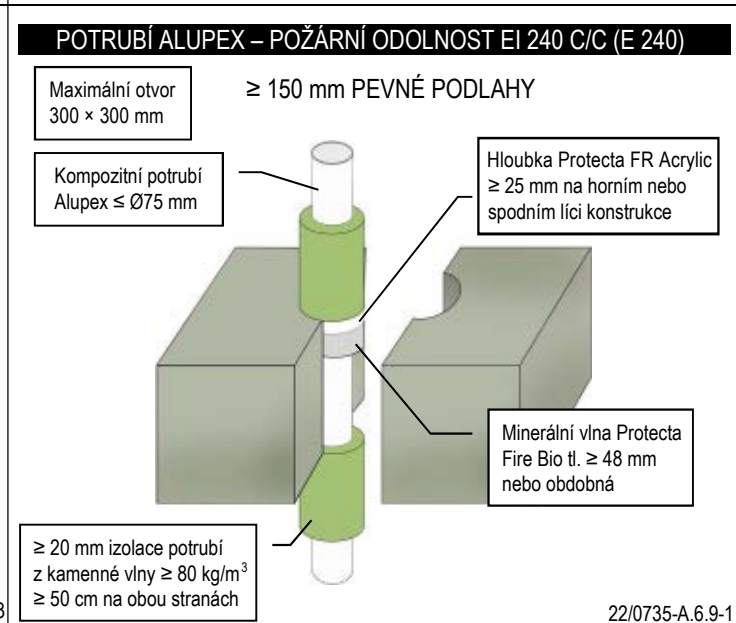 POTRUBÍ ALUPEX – POŽÁRNÍ ODOLNOST EI 240 C/C (E 240)
Maximální otvor
300 × 300 mm
≥ 150 mm PEVNÉ PODLAHY
Kompozitní potrubí
Alupex ≤ Ø75 mm
Hloubka Protecta FR Acrylic
≥ 25 mm na horním nebo
spodním líci konstrukce
Minerální vlna Protecta
Fire Bio tl. ≥ 48 mm
nebo obdobná
≥ 20 mm izolace potrubí
z kamenné vlny ≥ 80 kg/m³
≥ 50 cm na obou stranách
3
22/0735-A.6.9-1